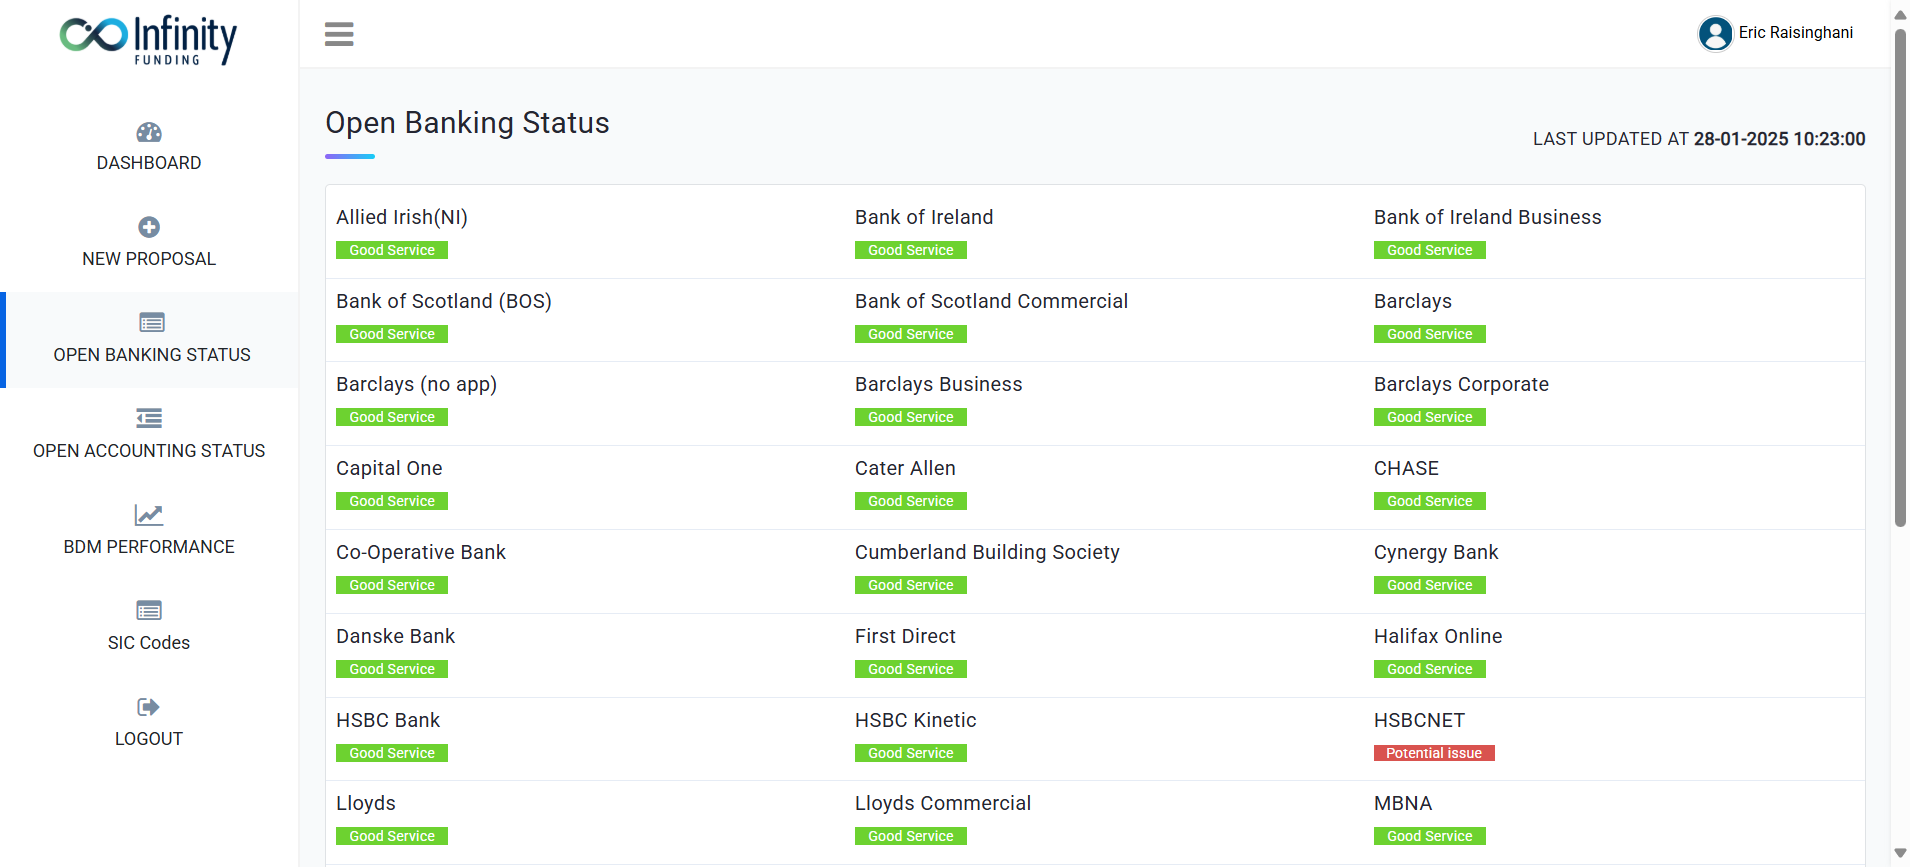 Infinity
FUNDING
Eric Raisinghani
DASHBOARD
NEW PROPOSAL
OPEN BANKING STATUS
OPEN ACCOUNTING STATUS
BDM PERFORMANCE
SIC Codes
LOGOUT
Open Banking Status
LAST UPDATED AT 28-01-2025 10:23:00
Allied Irish(NI) Bank of Ireland Bank of Ireland Business
Good Service Good Service Good Service
Bank of Scotland (BOS) Bank of Scotland Commercial Barclays
Good Service Good Service Good Service
Barclays (no app) Barclays Business Barclays Corporate
Good Service Good Service Good Service
Capital One Cater Allen CHASE
Good Service Good Service Good Service
Co-Operative Bank Cumberland Building Society Cynergy Bank
Good Service Good Service Good Service
Danske Bank First Direct Halifax Online
Good Service Good Service Good Service
HSBC Bank HSBC Kinetic HSBCNET
Good Service Good Service Potential issue
Lloyds Lloyds Commercial MBNA
Good Service Good Service Good Service